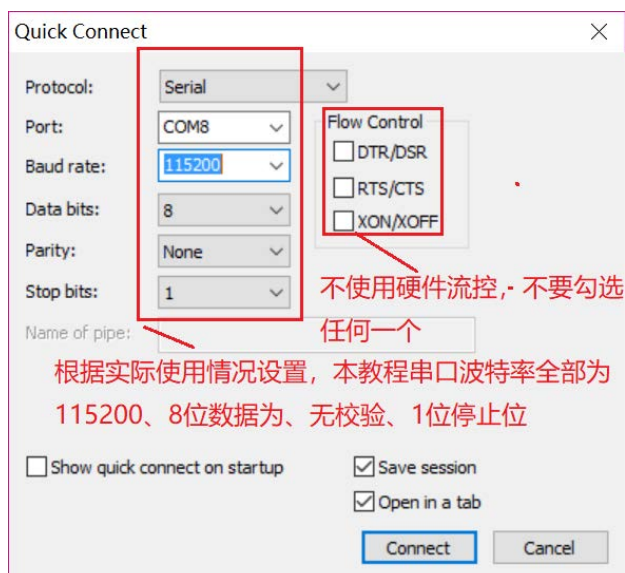 Quick Connect
Protocol: Serial
Port: COM8
Flow Control
DTR/DSR
Baud rate: 115200
RTS/CTS
Data bits: 8
XON/XOFF
Parity: None
Stop bits: 1
不使用硬件流控，不要勾选
任何一个
Name of pipe:
根据实际使用情况设置，本教程串口波特率全部为
115200、8位数据为、无校验、1位停止位
Show quick connect on startup
Save session
Open in a tab
Connect
Cancel